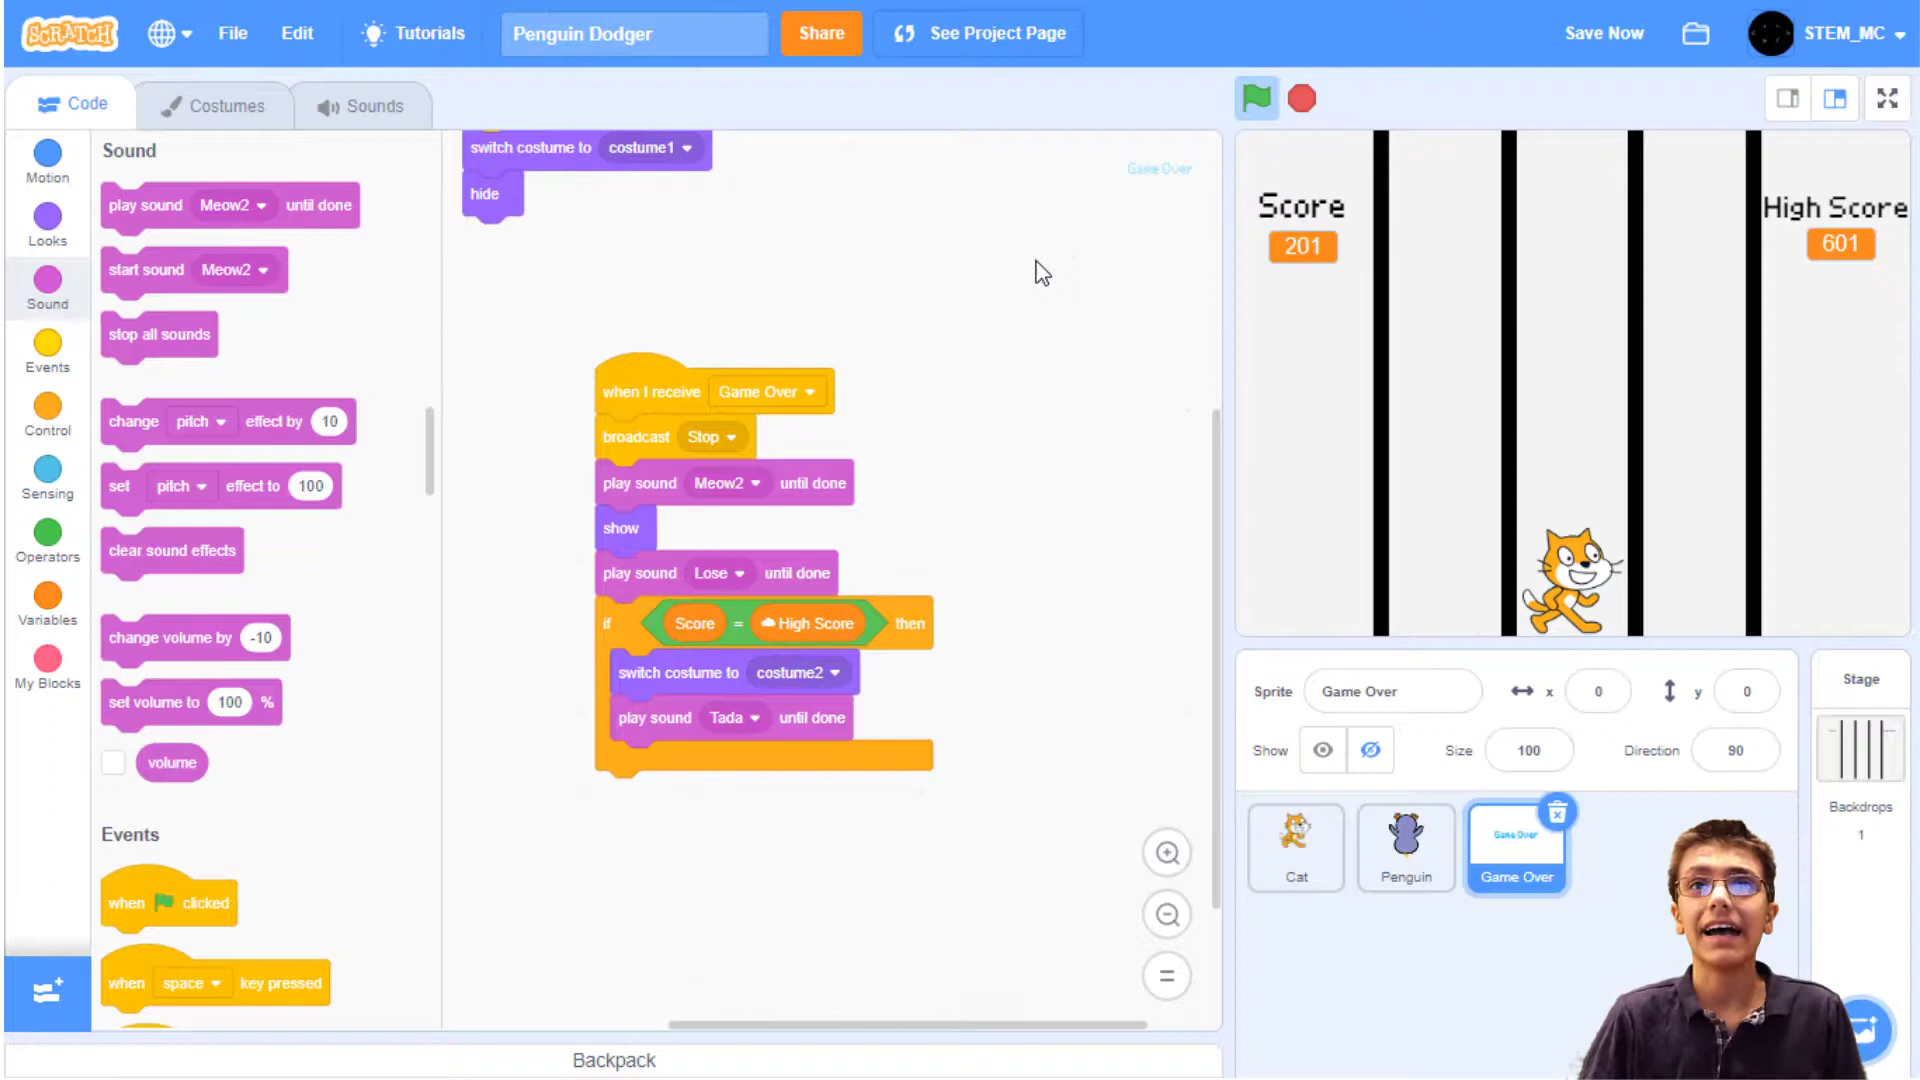 SCRATCH File Edit Tutorials Penguin Dodger Share See Project Page Save Now STEM_MC
Code Costumes Sounds
Motion
Looks
Sound
Events
Control
Sensing
Operators
Variables
My Blocks
Sound
play sound Meow2 until done
start sound Meow2
stop all sounds
change pitch effect by 10
set pitch effect to 100
clear sound effects
change volume by -10
set volume to 100 %
volume
Events
when clicked
when space key pressed
switch costume to costume1
hide
Game Over
when I receive Game Over
broadcast Stop
play sound Meow2 until done
show
play sound Lose until done
if Score = High Score then
switch costume to costume2
play sound Tada until done
Backpack
Score
201
High Score
601
Sprite Game Over x 0 y 0
Show Size 100 Direction 90
Cat
Penguin
Game Over
Game Over
Stage
Backdrops
1